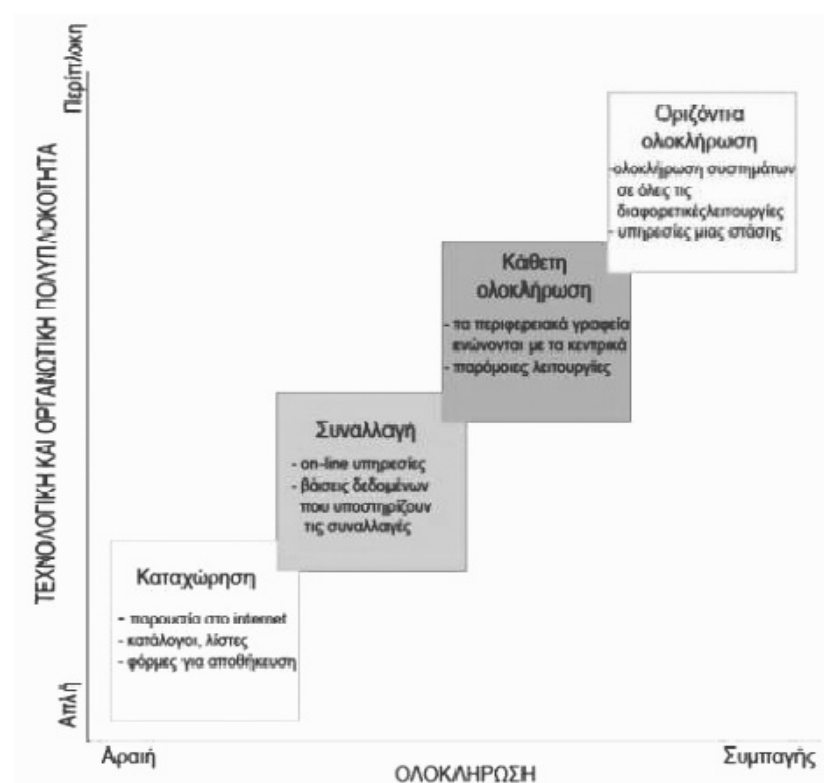 ΤΕΧΝΟΛΟΓΙΚΗ ΚΑΙ ΟΡΓΑΝΩΤΙΚΗ ΠΟΛΥΠΛΟΚΟΤΗΤΑ
Περίπλοκη
Απλή
Οριζόντια
ολοκλήρωση
-ολοκλήρωση συστημάτων
σε όλες τις
διαφορετικέςλειτουργίες
- υπηρεσίες μιας στάσης
Κάθετη
ολοκλήρωση
- τα περιφερειακά γραφεία
ενώνονται με τα κεντρικά
- παρόμοιες λειτουργίες
Συναλλαγή
- on-line υπηρεσίες
- βάσεις δεδομένων
που υποστηρίζουν
τις συναλλαγές
Καταχώρηση
- παρουσία στο internet
- κατάλογοι, λίστες
- φόρμες για αποθήκευση
Αραιή
Συμπαγής
ΟΛΟΚΛΗΡΩΣΗ